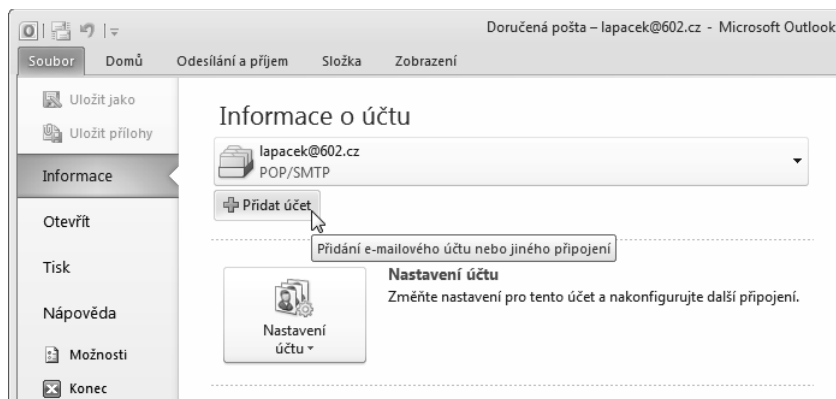 Doručená pošta – lapacek@602.cz - Microsoft Outlook
Soubor Domů Odesílání a příjem Složka Zobrazení
Uložit jako
Uložit přílohy
Informace
Otevřít
Tisk
Nápověda
Možnosti
Konec
Informace o účtu
lapacek@602.cz
POP/SMTP
Přidat účet
Přidání e-mailového účtu nebo jiného připojení
Nastavení účtu
Nastavení účtu
Změňte nastavení pro tento účet a nakonfigurujte další připojení.